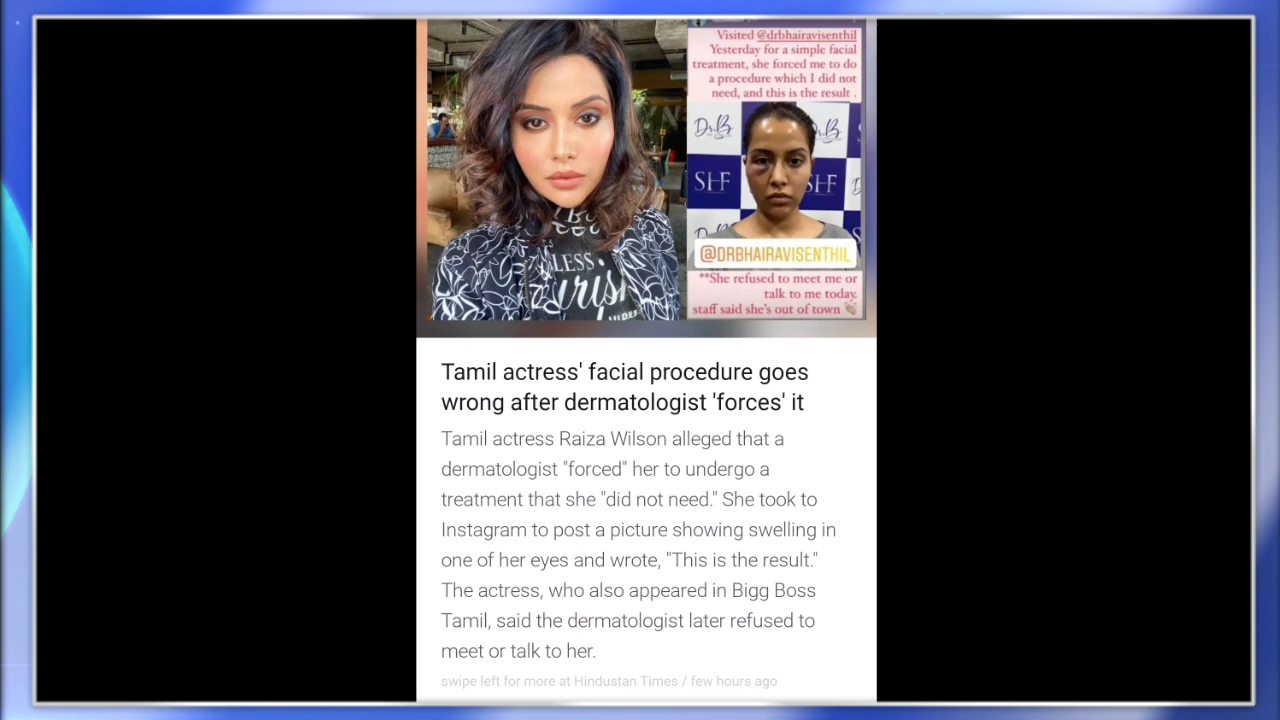 Visited @drbhairavisenthil
Yesterday for a simple facial
treatment, she forced me to do
a procedure which I did not
need, and this is the result .
Dr.B
Dr.B
SHF
SHF
@DRBHAIRAVISENTHIL
**She refused to meet me or
talk to me today.
staff said she's out of town 👏🏼
LESS
Tamil actress' facial procedure goes
wrong after dermatologist 'forces' it
Tamil actress Raiza Wilson alleged that a
dermatologist "forced" her to undergo a
treatment that she "did not need." She took to
Instagram to post a picture showing swelling in
one of her eyes and wrote, "This is the result."
The actress, who also appeared in Bigg Boss
Tamil, said the dermatologist later refused to
meet or talk to her.
swipe left for more at Hindustan Times / few hours ago